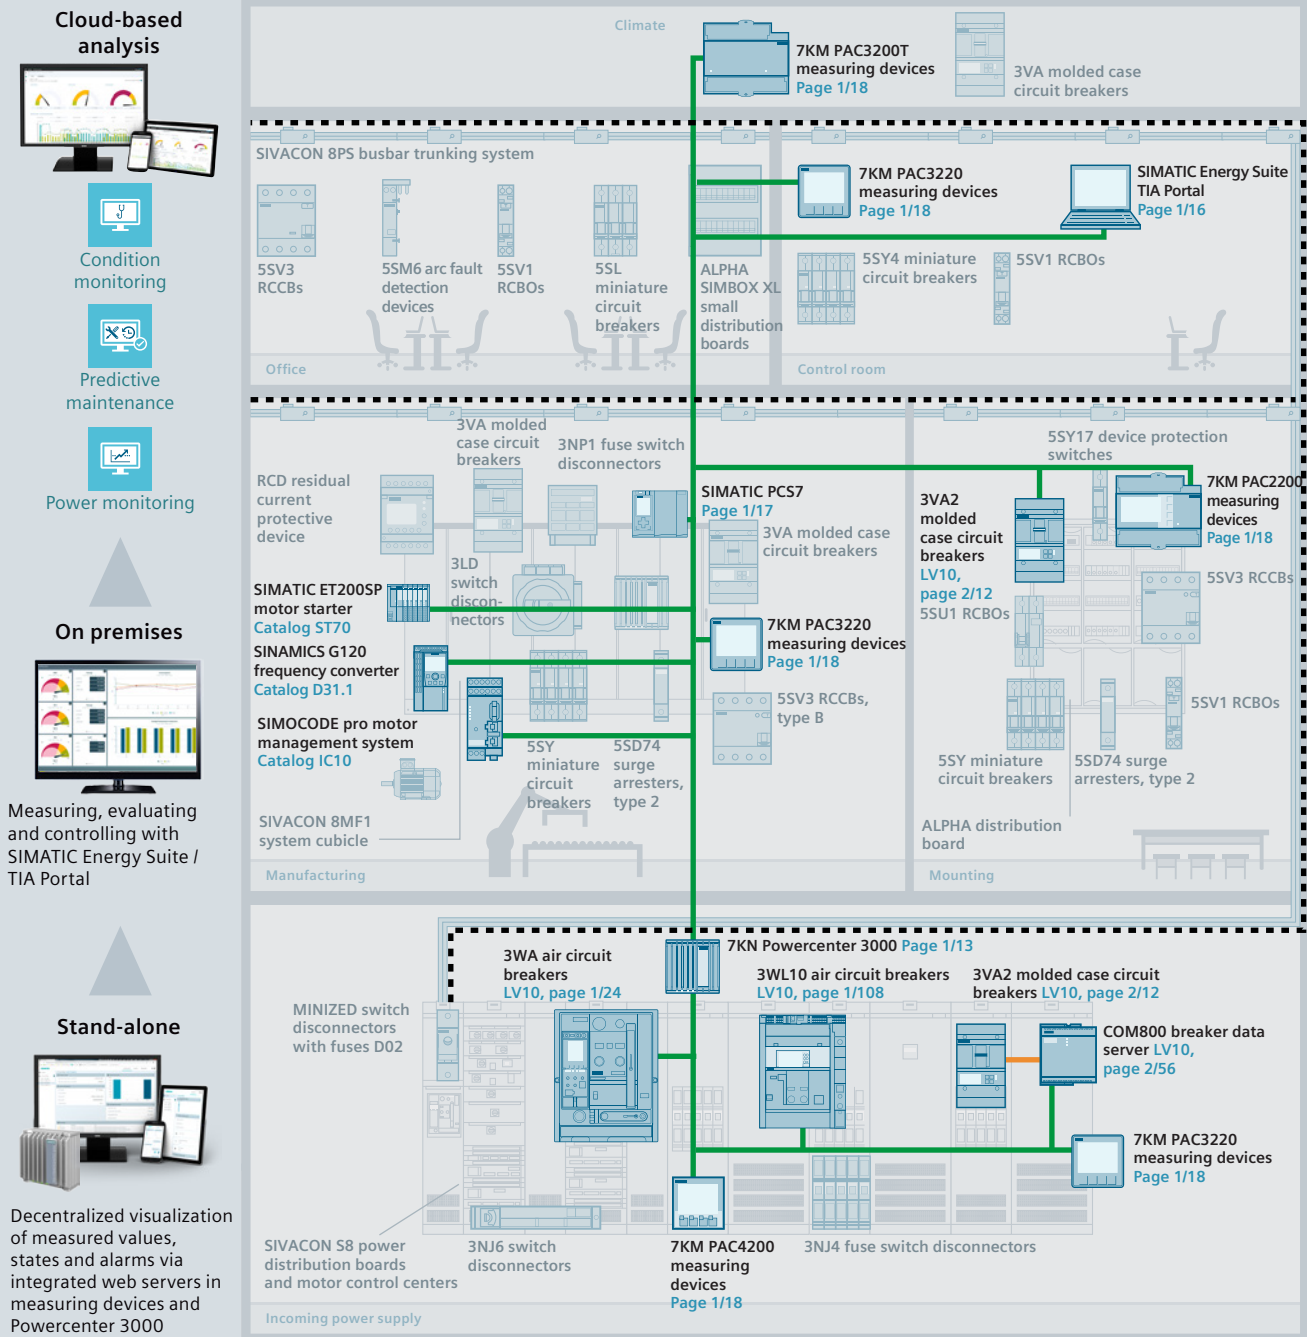 Cloud-based
analysis
Condition
monitoring
Predictive
maintenance
Power monitoring
On premises
Measuring, evaluating
and controlling with
SIMATIC Energy Suite /
TIA Portal
Stand-alone
Decentralized visualization
of measured values,
states and alarms via
integrated web servers in
measuring devices and
Powercenter 3000
Climate
7KM PAC3200T
measuring devices
Page 1/18
3VA molded case
circuit breakers
SIVACON 8PS busbar trunking system
5SV3
RCCBs
5SM6 arc fault
detection
devices
5SV1
RCBOs
5SL
miniature
circuit
breakers
ALPHA
SIMBOX XL
small
distribution
boards
Office
7KM PAC3220
measuring devices
Page 1/18
SIMATIC Energy Suite
TIA Portal
Page 1/16
5SY4 miniature
circuit breakers
5SV1 RCBOs
Control room
3VA molded
case circuit
breakers
3NP1 fuse switch
disconnectors
RCD residual
current
protective
device
SIMATIC PCS7
Page 1/17
3VA molded case
circuit breakers
3LD
switch
discon-
nectors
SIMATIC ET200SP
motor starter
Catalog ST70
SINAMICS G120
frequency converter
Catalog D31.1
7KM PAC3220
measuring devices
Page 1/18
SIMOCODE pro motor
management system
Catalog IC10
5SV3 RCCBs,
type B
5SY
miniature
circuit
breakers
5SD74
surge
arresters,
type 2
SIVACON 8MF1
system cubicle
Manufacturing
5SY17 device protection
switches
3VA2
molded
case circuit
breakers
LV10,
page 2/12
7KM PAC2200
measuring
devices
Page 1/18
5SV3 RCCBs
5SU1 RCBOs
5SV1 RCBOs
5SY miniature
circuit breakers
5SD74 surge
arresters, type 2
ALPHA distribution
board
Mounting
7KN Powercenter 3000 Page 1/13
3WA air circuit
breakers
LV10, page 1/24
3WL10 air circuit breakers
LV10, page 1/108
3VA2 molded case circuit
breakers LV10, page 2/12
MINIZED switch
disconnectors
with fuses D02
COM800 breaker data
server LV10,
page 2/56
7KM PAC3220
measuring devices
Page 1/18
SIVACON S8 power
distribution boards
and motor control centers
3NJ6 switch
disconnectors
7KM PAC4200
measuring
devices
Page 1/18
3NJ4 fuse switch disconnectors
Incoming power supply